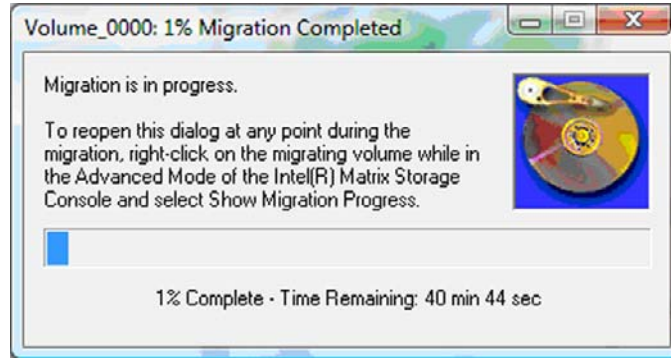 Volume_0000: 1% Migration Completed
Migration is in progress.
To reopen this dialog at any point during the
migration, right-click on the migrating volume while in
the Advanced Mode of the Intel(R) Matrix Storage
Console and select Show Migration Progress.
1% Complete - Time Remaining: 40 min 44 sec